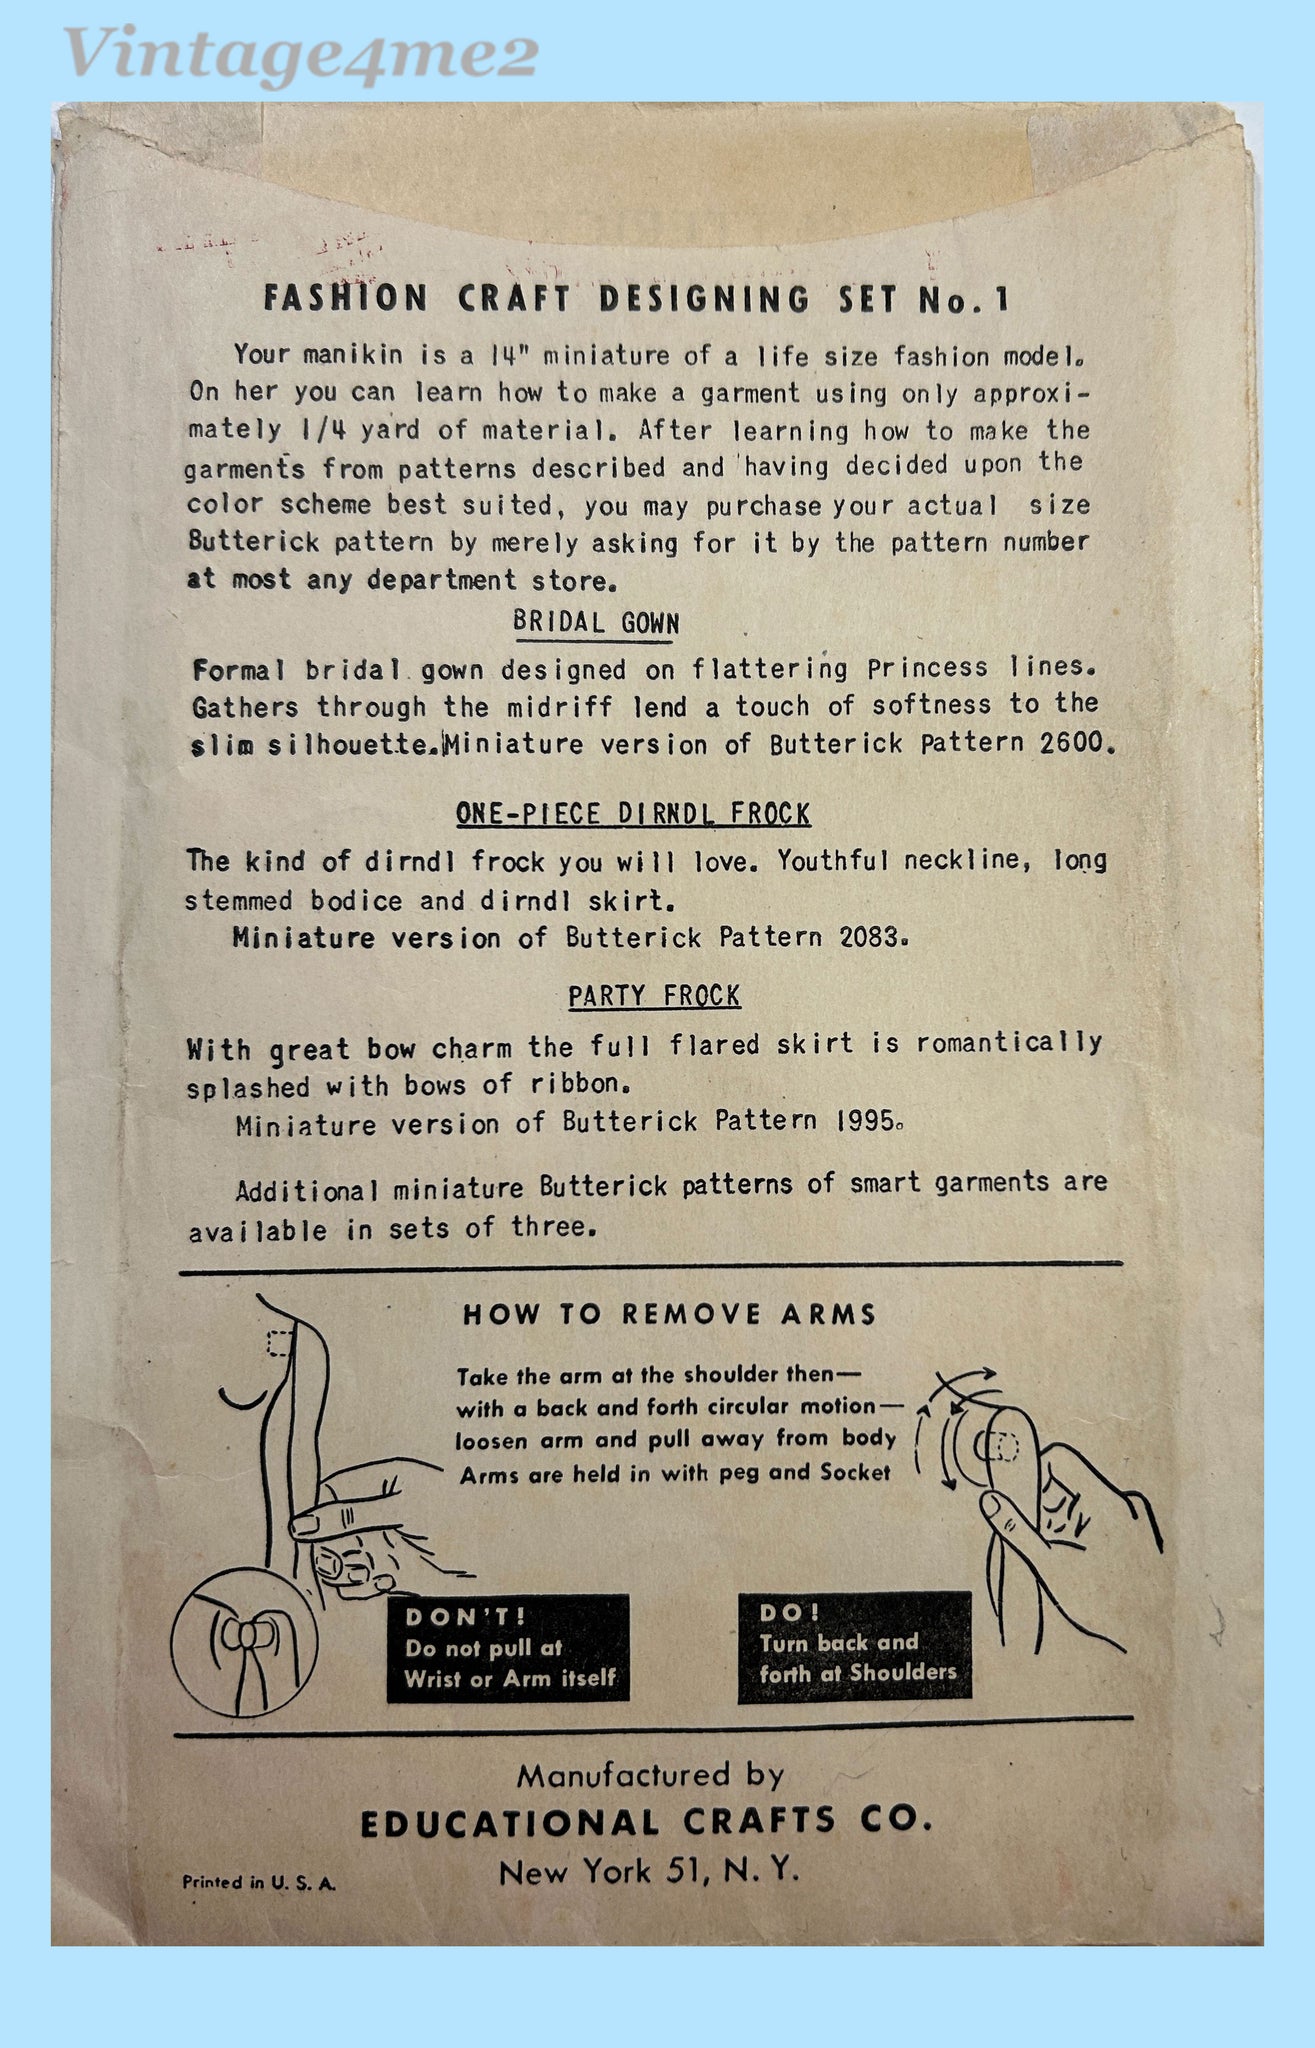 Vintage4me2
FASHION CRAFT DESIGNING SET No. 1
Your manikin is a 14" miniature of a life size fashion model.
On her you can learn how to make a garment using only approxi-
mately 1/4 yard of material. After learning how to make the
garments from patterns described and having decided upon the
color scheme best suited, you may purchase your actual size
Butterick pattern by merely asking for it by the pattern number
at most any department store.
BRIDAL GOWN
Formal bridal gown designed on flattering Princess lines.
Gathers through the midriff lend a touch of softness to the
slim silhouette. Miniature version of Butterick Pattern 2600.
ONE-PIECE DIRNDL FROCK
The kind of dirndl frock you will love. Youthful neckline, long
stemmed bodice and dirndl skirt.
Miniature version of Butterick Pattern 2083.
PARTY FROCK
With great bow charm the full flared skirt is romantically
splashed with bows of ribbon.
Miniature version of Butterick Pattern 1995.
Additional miniature Butterick patterns of smart garments are
available in sets of three.
HOW TO REMOVE ARMS
Take the arm at the shoulder then—
with a back and forth circular motion—
loosen arm and pull away from body
Arms are held in with peg and Socket
DON'T!
Do not pull at
Wrist or Arm itself
DO!
Turn back and
forth at Shoulders
Manufactured by
EDUCATIONAL CRAFTS CO.
New York 51, N. Y.
Printed in U. S. A.